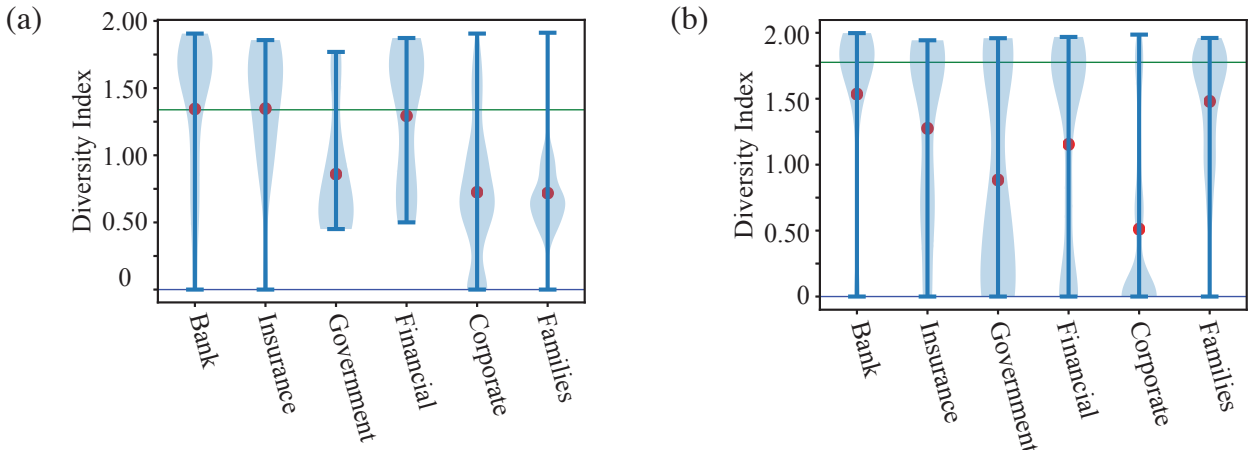 (a)
Diversity Index
2.00
1.50
1.00
0.50
0
Bank
Insurance
Government
Financial
Corporate
Families
(b)
Diversity Index
2.00
1.50
1.00
0.50
0
Bank
Insurance
Government
Financial
Corporate
Families